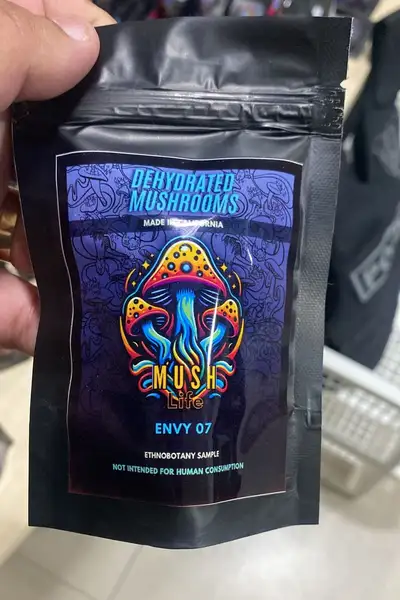 DEHYDRATED
MUSHROOMS
MADE IN CALIFORNIA
MUSH
Life
ENVY 07
ETHNOBOTANY SAMPLE
NOT INTENDED FOR HUMAN CONSUMPTION